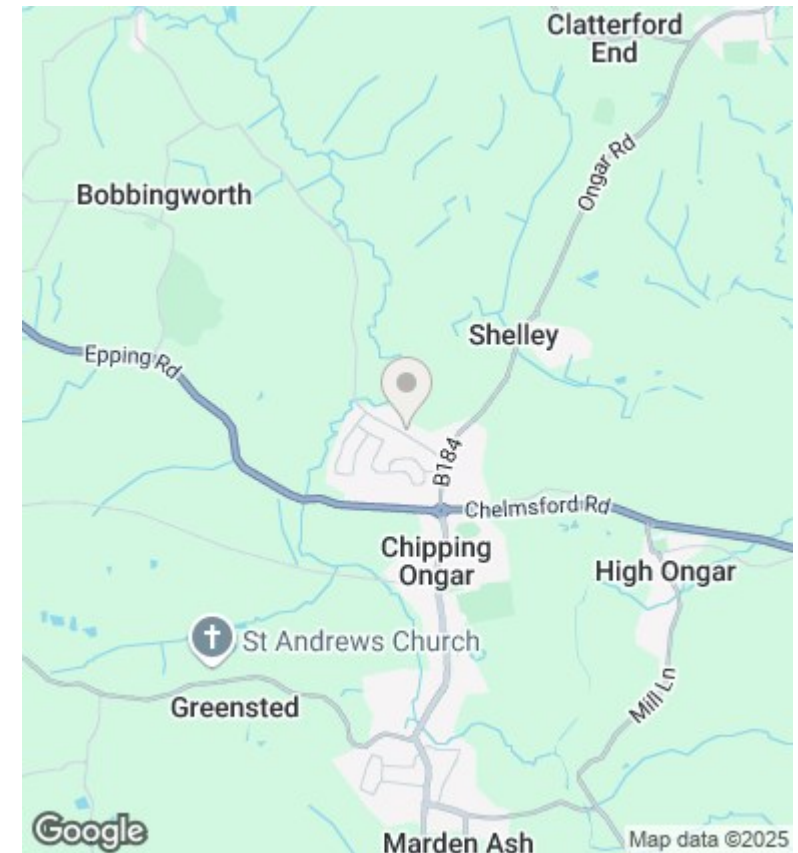 Clatterford
End
Ongar Rd
Bobbingworth
Shelley
Epping Rd
B184
Chelmsford Rd
Chipping
Ongar
High Ongar
St Andrews Church
Mill Ln
Greensted
Google
Marden Ash
Map data ©2025